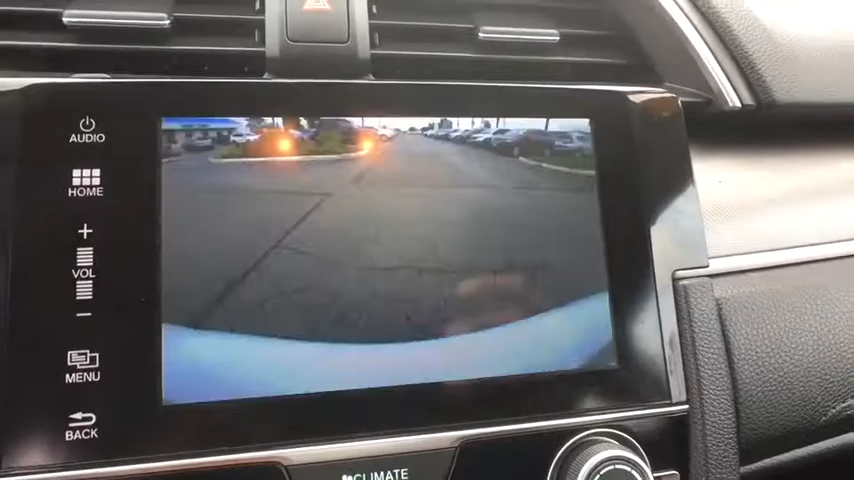 AUDIO
HOME
+
VOL
-
MENU
BACK
CLIMATE